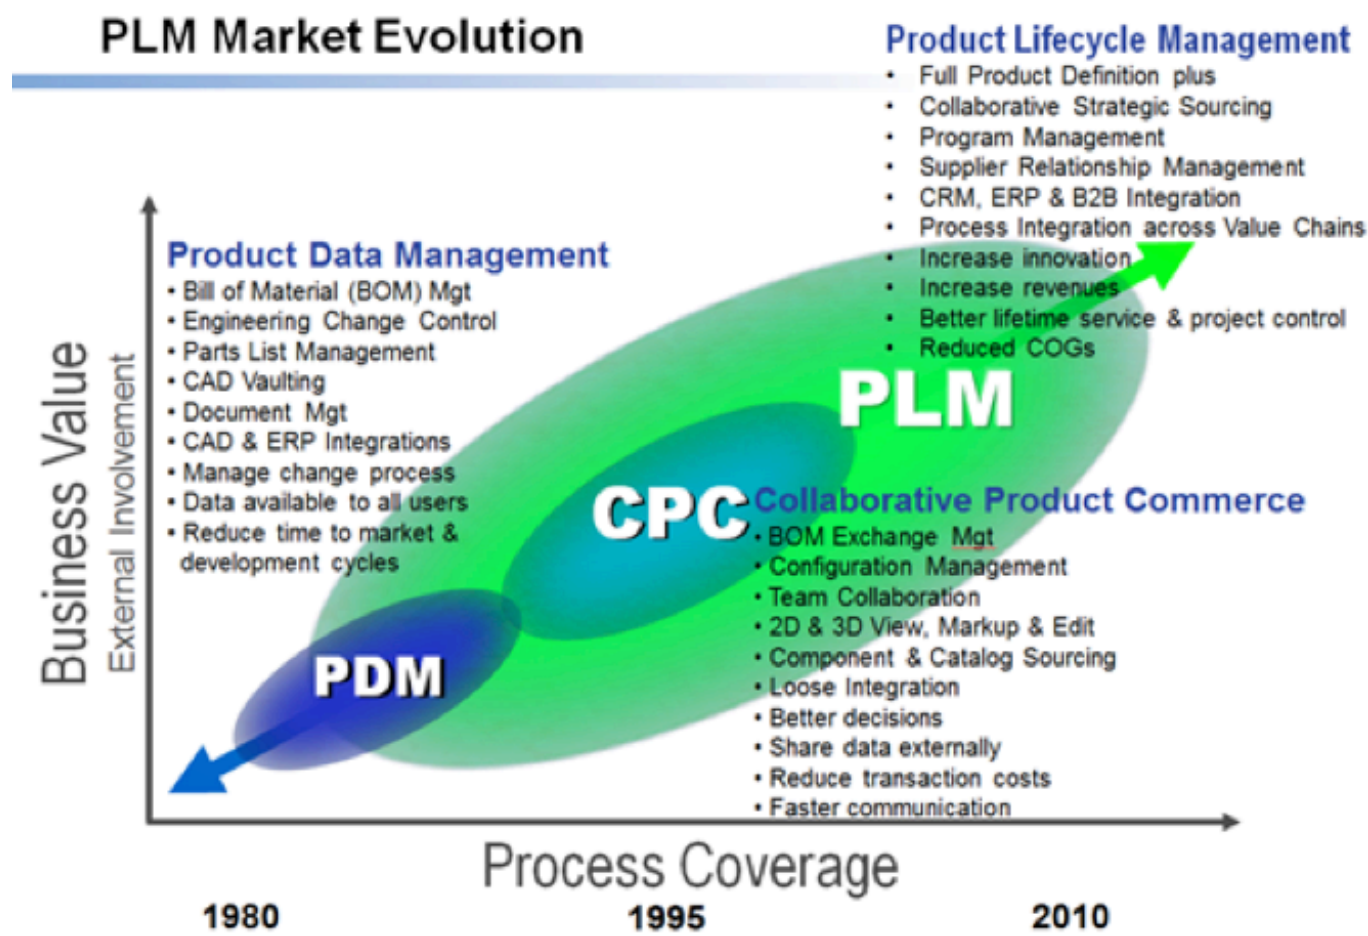 PLM Market Evolution
Product Lifecycle Management
• Full Product Definition plus
• Collaborative Strategic Sourcing
• Program Management
• Supplier Relationship Management
• CRM, ERP & B2B Integration
• Process Integration across Value Chains
• Increase innovation
• Increase revenues
• Better lifetime service & project control
• Reduced COGs
Product Data Management
• Bill of Material (BOM) Mgt
• Engineering Change Control
• Parts List Management
• CAD Vaulting
• Document Mgt
• CAD & ERP Integrations
• Manage change process
• Data available to all users
• Reduce time to market &
development cycles
Business Value
External Involvement
PLM
CPC
PDM
Collaborative Product Commerce
• BOM Exchange Mgt
• Configuration Management
• Team Collaboration
• 2D & 3D View, Markup & Edit
• Component & Catalog Sourcing
• Loose Integration
• Better decisions
• Share data externally
• Reduce transaction costs
• Faster communication
Process Coverage
1980
1995
2010